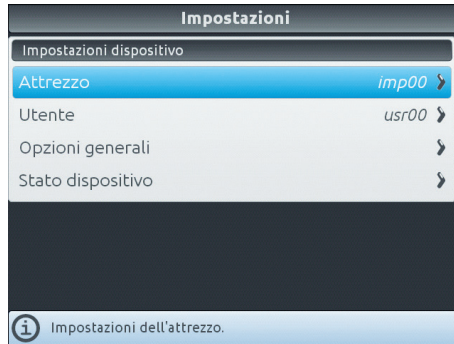 Impostazioni
Impostazioni dispositivo
Attrezzo imp00
Utente usr00
Opzioni generali
Stato dispositivo
Impostazioni dell'attrezzo.